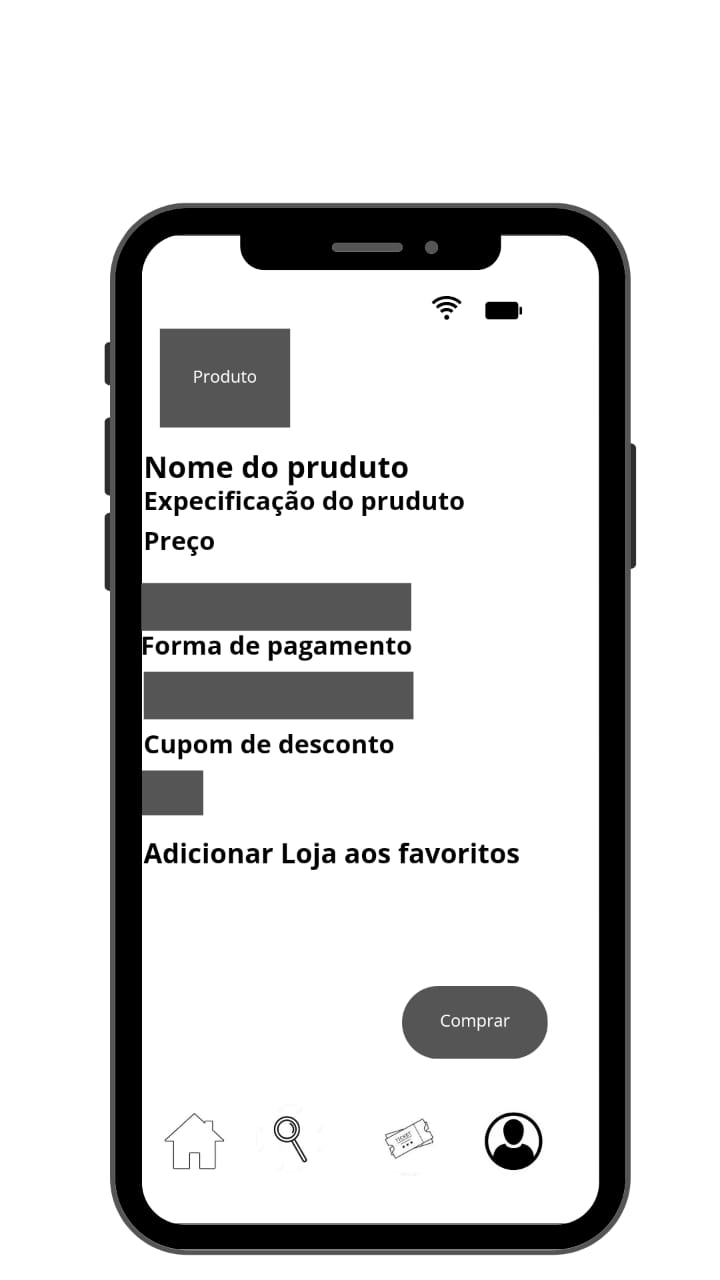 Produto
Nome do pruduto
Expecificação do pruduto
Preço
Forma de pagamento
Cupom de desconto
Adicionar Loja aos favoritos
Comprar
TICKET